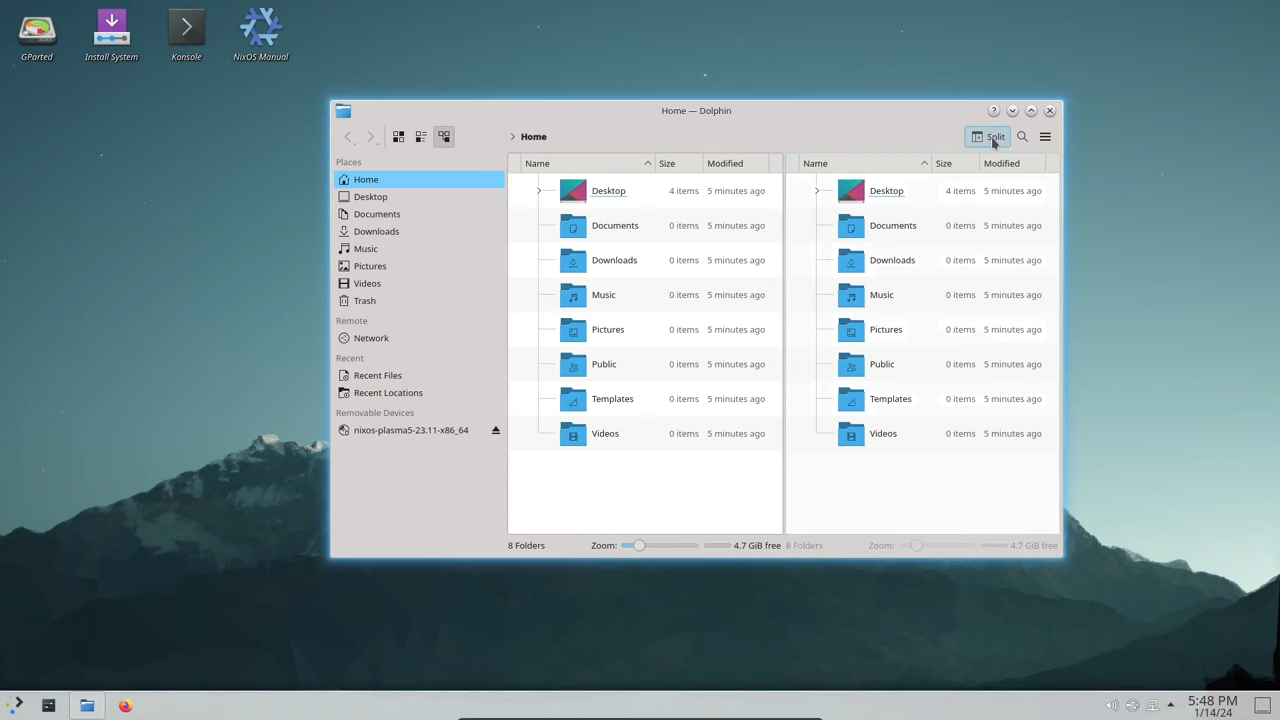 GParted
Install System
Konsole
NixOS Manual
Home — Dolphin
Home
Split
Places
Home
Desktop
Documents
Downloads
Music
Pictures
Videos
Trash
Remote
Network
Recent
Recent Files
Recent Locations
Removable Devices
nixos-plasma5-23.11-x86_64
Name Size Modified
Desktop 4 items 5 minutes ago
Documents 0 items 5 minutes ago
Downloads 0 items 5 minutes ago
Music 0 items 5 minutes ago
Pictures 0 items 5 minutes ago
Public 0 items 5 minutes ago
Templates 0 items 5 minutes ago
Videos 0 items 5 minutes ago
8 Folders Zoom: 4.7 GiB free
Name Size Modified
Desktop 4 items 5 minutes ago
Documents 0 items 5 minutes ago
Downloads 0 items 5 minutes ago
Music 0 items 5 minutes ago
Pictures 0 items 5 minutes ago
Public 0 items 5 minutes ago
Templates 0 items 5 minutes ago
Videos 0 items 5 minutes ago
8 Folders Zoom: 4.7 GiB free
5:48 PM
1/14/24